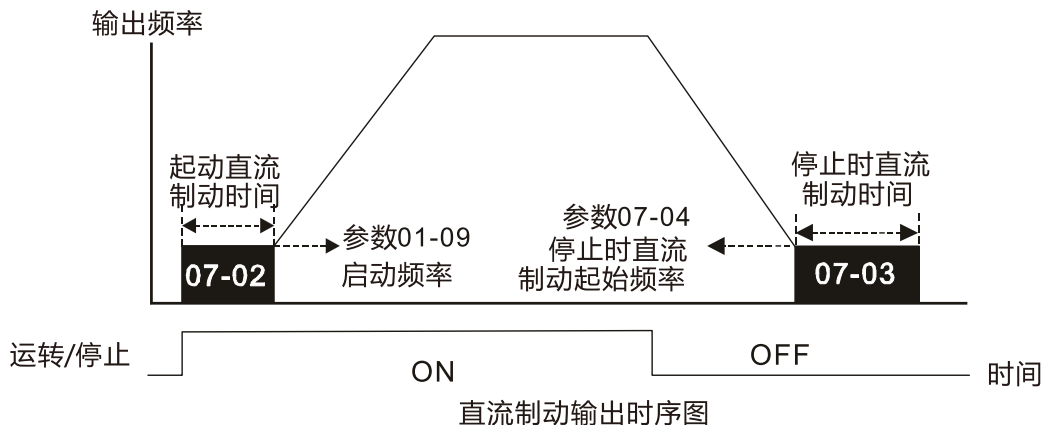 输出频率
起动直流
制动时间
07-02
参数01-09
启动频率
参数07-04
停止时直流
制动起始频率
停止时直流
制动时间
07-03
运转/停止
ON
OFF
时间
直流制动输出时序图